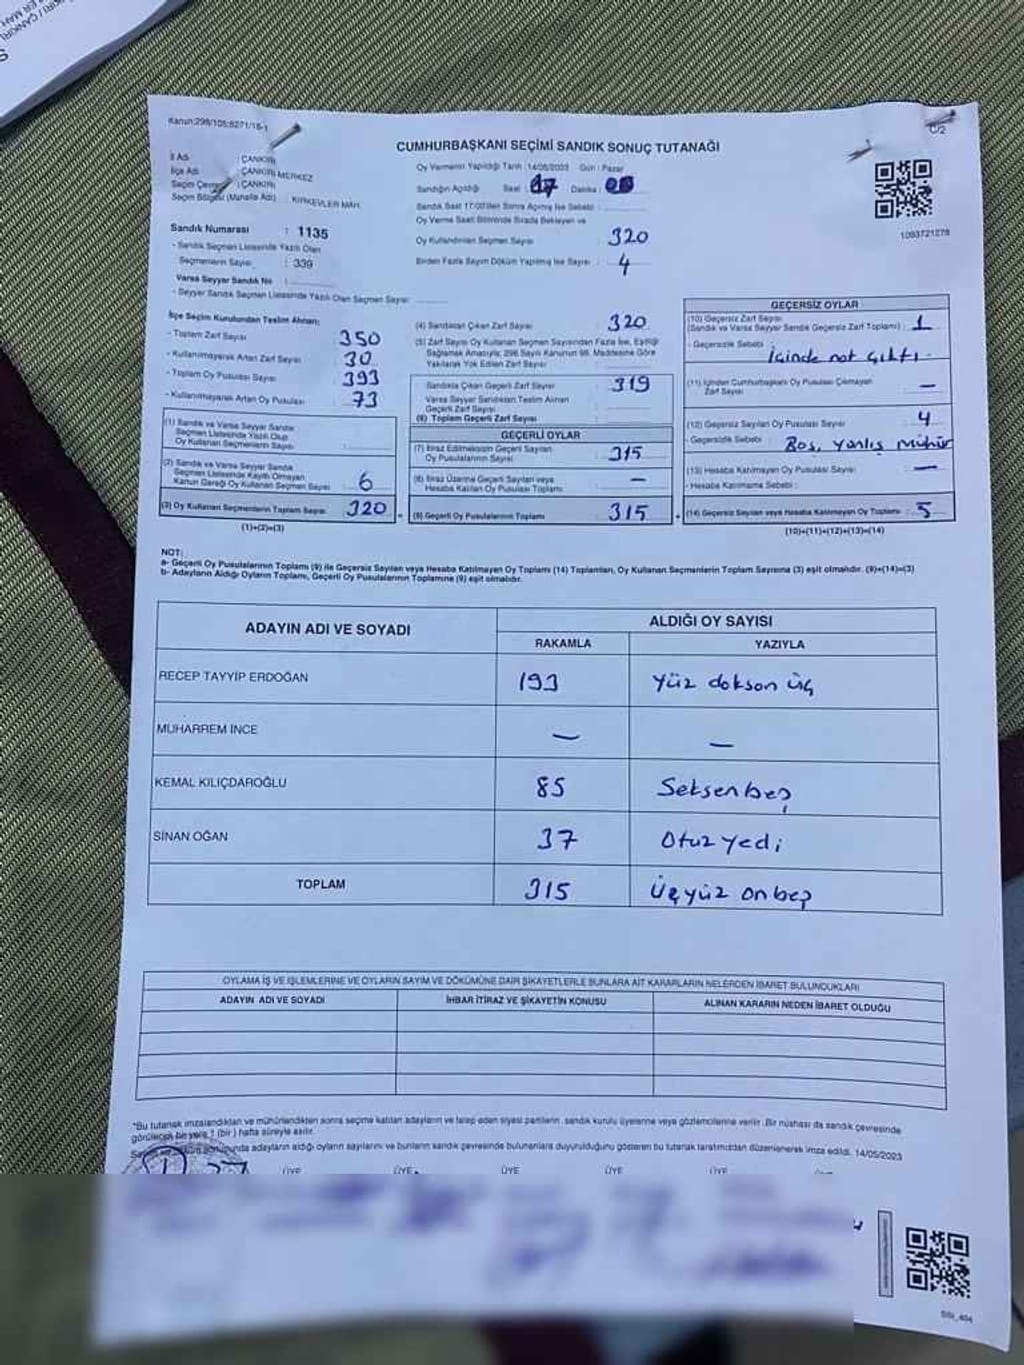 Kanun:298/105;6271/16-1
C/2
CUMHURBAŞKANI SEÇİMİ SANDIK SONUÇ TUTANAĞI
İl Adı : ÇANKIRI
İlçe Adı : ÇANKIRI MERKEZ
Seçim Çevresi : ÇANKIRI
Seçim Bölgesi (Mahalle Adı) : KIRKEVLER MAH.
Sandık Numarası : 1135
- Sandık Seçmen Listesinde Yazılı Olan
Seçmenlerin Sayısı : 339
Varsa Seyyar Sandık No :
- Seyyar Sandık Seçmen Listesinde Yazılı Olan Seçmen Sayısı
Oy Vermenin Yapıldığı Tarih : 14/05/2023 Gün : Pazar
Sandığın Açıldığı Saat : 17 Dakika : 00
Sandık Saat 17:00'den Sonra Açılmış İse Sebebi :
Oy Verme Saati Bitiminde Sırada Bekleyen ve
Oy Kullandırılan Seçmen Sayısı : 320
Birden Fazla Sayım Döküm Yapılmış İse Sayısı : 4
1093721278
İlçe Seçim Kurulundan Teslim Alınan:
- Toplam Zarf Sayısı : 350
- Kullanılmayarak Artan Zarf Sayısı : 30
- Toplam Oy Pusulası Sayısı : 393
- Kullanılmayarak Artan Oy Pusulası : 73
(1) Sandık ve Varsa Seyyar Sandık
Seçmen Listesinde Yazılı Olup
Oy Kullanan Seçmenlerin Sayısı
(2) Sandık ve Varsa Seyyar Sandık
Seçmen Listesinde Kayıtlı Olmayan
Kanun Gereği Oy Kullanan Seçmen Sayısı : 6
(3) Oy Kullanan Seçmenlerin Toplam Sayısı : 320
(1)+(2)=(3)
(4) Sandıktan Çıkan Zarf Sayısı : 320
(5) Zarf Sayısı Oy Kullanan Seçmen Sayısından Fazla İse, Eşitliği
Sağlamak Amacıyla; 298 Sayılı Kanunun 98. Maddesine Göre
Yakılarak Yok Edilen Zarf Sayısı :
Sandıkta Çıkan Geçerli Zarf Sayısı : 319
Varsa Seyyar Sandıktan Teslim Alınan
Geçerli Zarf Sayısı
(6) Toplam Geçerli Zarf Sayısı
GEÇERLİ OYLAR
(7) İtiraz Edilmeksizin Geçerli Sayılan
Oy Pusulalarının Sayısı : 315
(8) İtiraz Üzerine Geçerli Sayılan veya
Hesaba Katılan Oy Pusulası Toplamı : —
(9) Geçerli Oy Pusulalarının Toplamı : 315
GEÇERSİZ OYLAR
(10) Geçersiz Zarf Sayısı
(Sandık ve Varsa Seyyar Sandık Geçersiz Zarf Toplamı) : 1
- Geçersizlik Sebebi : İçinde not çıktı.
(11) İçinden Cumhurbaşkanı Oy Pusulası Çıkmayan
Zarf Sayısı : —
(12) Geçersiz Sayılan Oy Pusulası Sayısı : 4
- Geçersizlik Sebebi : Boş, yanlış mühür
(13) Hesaba Katılmayan Oy Pusulası Sayısı : —
- Hesaba Katılmama Sebebi :
(14) Geçersiz Sayılan veya Hesaba Katılmayan Oy Toplamı : 5
(10)+(11)+(12)+(13)=(14)
NOT:
a- Geçerli Oy Pusulalarının Toplamı (9) ile Geçersiz Sayılan veya Hesaba Katılmayan Oy Toplamı (14) Toplamları, Oy Kullanan Seçmenlerin Toplam Sayısına (3) eşit olmalıdır. (9)+(14)=(3)
b- Adayların Aldığı Oyların Toplamı, Geçerli Oy Pusulalarının Toplamına (9) eşit olmalıdır.
ADAYIN ADI VE SOYADI
ALDIĞI OY SAYISI
RAKAMLA YAZIYLA
RECEP TAYYİP ERDOĞAN 193 Yüz dokson üç
MUHARREM İNCE — —
KEMAL KILIÇDAROĞLU 85 Seksenbeş
SİNAN OĞAN 37 Otuz yedi
TOPLAM 315 Üçyüz onbeş
OYLAMA İŞ VE İŞLEMLERİNE VE OYLARIN SAYIM VE DÖKÜMÜNE DAİR ŞİKAYETLERLE BUNLARA AİT KARARLARIN NELERDEN İBARET BULUNDUKLARI
ADAYIN ADI VE SOYADI İHBAR İTİRAZ VE ŞİKAYETİN KONUSU ALINAN KARARIN NEDEN İBARET OLDUĞU
*Bu tutanak imzalandıktan ve mühürlendikten sonra seçime katılan adayların ve talep eden siyasi partilerin sandık kurulu üyelerine veya gözlemcilerine verilir. Bir nüshası da sandık çevresinde
görülecek bir yere 1 (bir) hafta süreyle asılır.
adayların aldığı oyların sayılarını ve bunların sandık çevresinde bulunanlara duyurulduğunu gösteren bu tutanak tarafımızdan düzenlenerek imza edildi. 14/05/2023
ÜYE ÜYE ÜYE ÜYE ÜYE